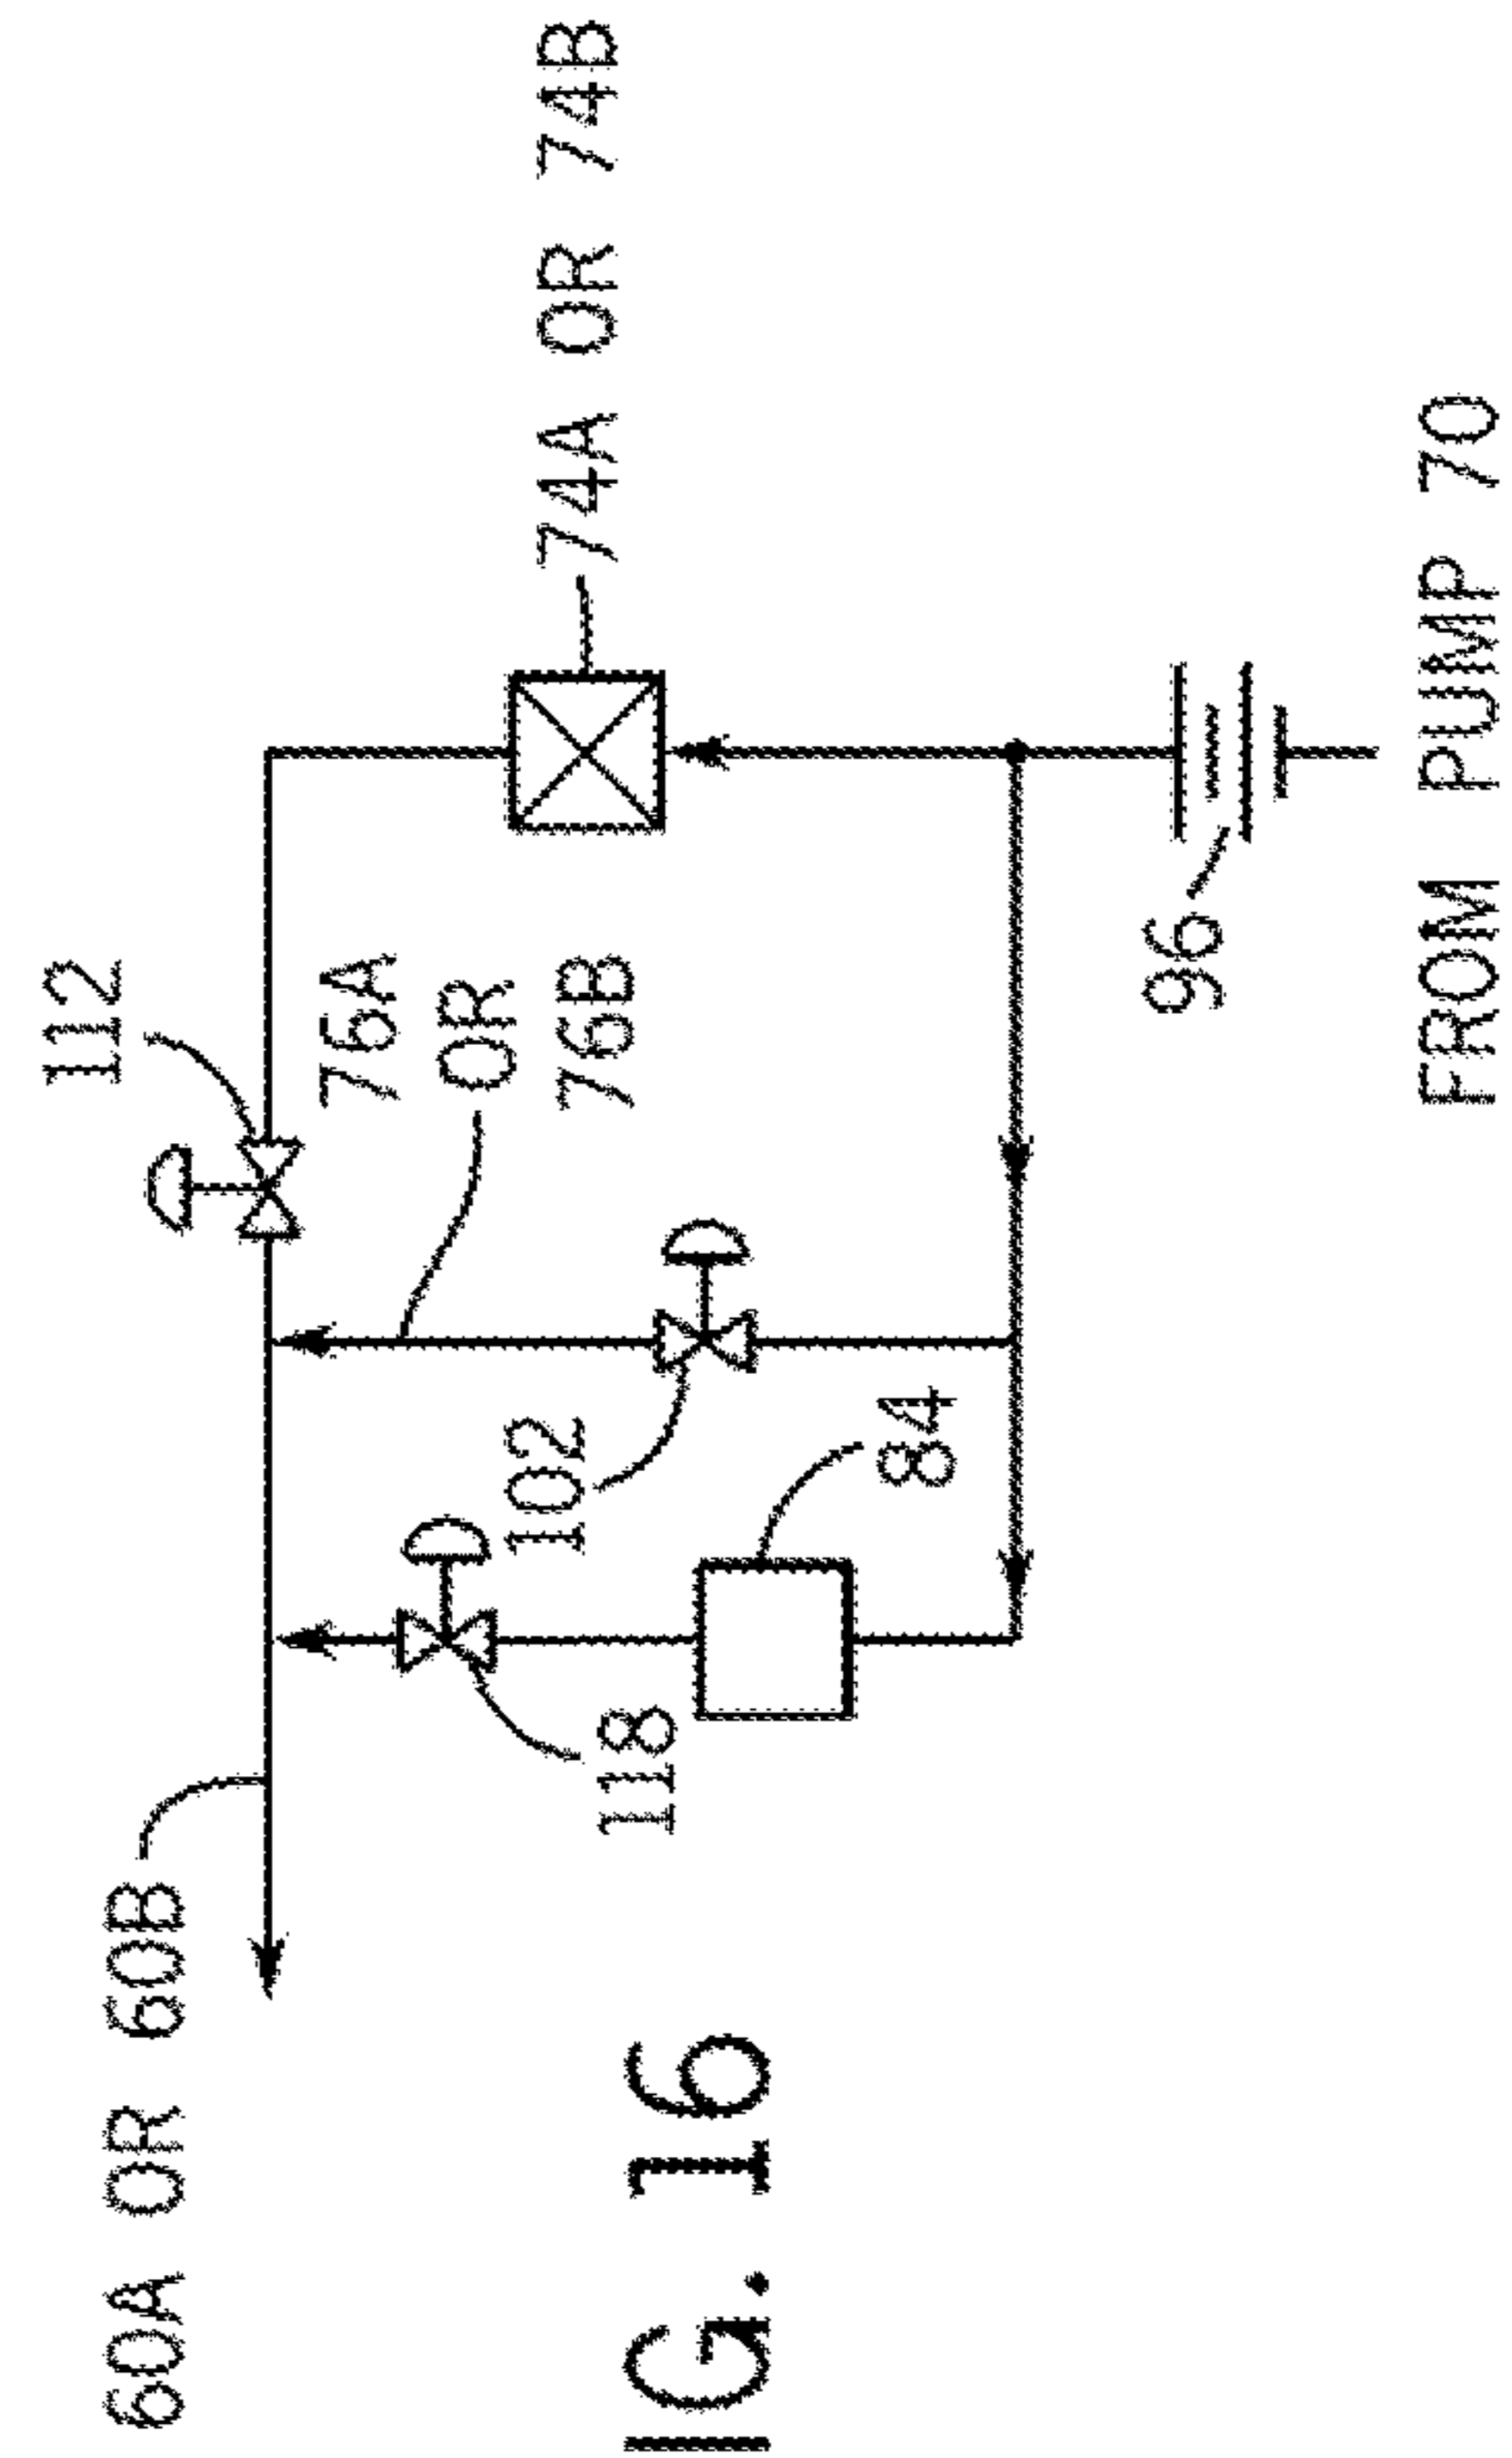 60A OR 60B
112
76A
OR
76B
74A OR 74B
102
118
84
96
FROM PUMP 70
IG. 16